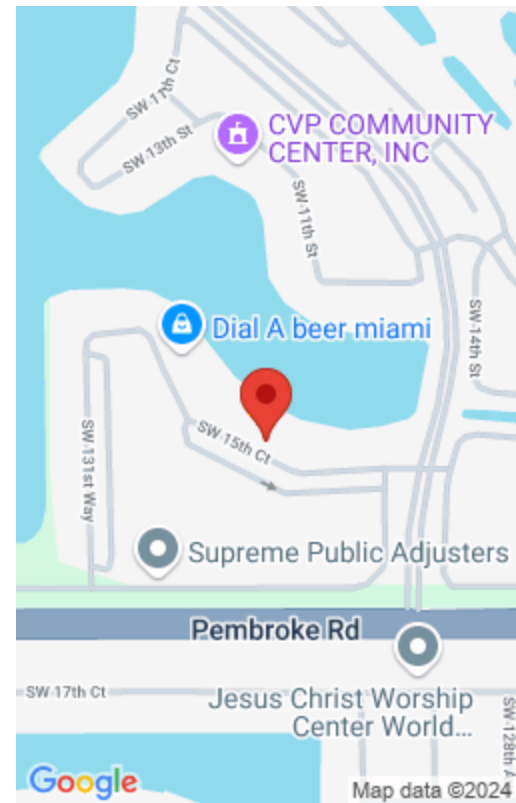 SW 11th Ct
SW 13th St
CVP COMMUNITY
CENTER, INC
SW 11th St
SW 14th St
Dial A beer miami
SW 15th Ct
SW 131st Way
Supreme Public Adjusters
Pembroke Rd
SW 17th Ct
Jesus Christ Worship
Center World...
SW 128th A
Google
Map data ©2024